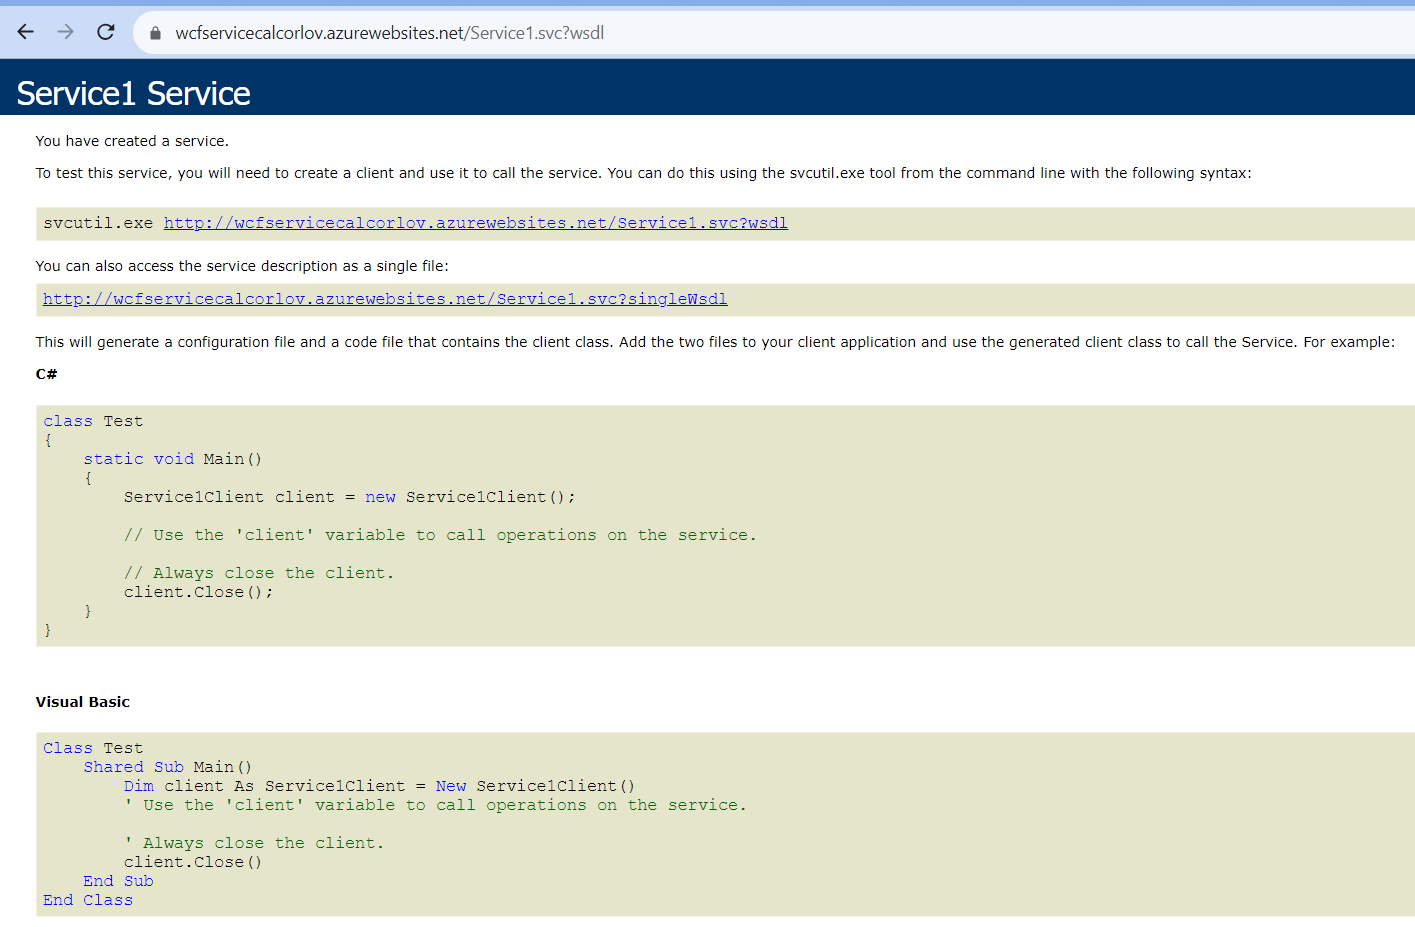 wcfservicecalcorlov.azurewebsites.net/Service1.svc?wsdl
Service1 Service
You have created a service.
To test this service, you will need to create a client and use it to call the service. You can do this using the svcutil.exe tool from the command line with the following syntax:
svcutil.exe http://wcfservicecalcorlov.azurewebsites.net/Service1.svc?wsdl
You can also access the service description as a single file:
http://wcfservicecalcorlov.azurewebsites.net/Service1.svc?singleWsdl
This will generate a configuration file and a code file that contains the client class. Add the two files to your client application and use the generated client class to call the Service. For example:
C#
class Test
{
    static void Main()
    {
        Service1Client client = new Service1Client();
        // Use the 'client' variable to call operations on the service.
        // Always close the client.
        client.Close();
    }
}
Visual Basic
Class Test
    Shared Sub Main()
        Dim client As Service1Client = New Service1Client()
        ' Use the 'client' variable to call operations on the service.
        ' Always close the client.
        client.Close()
    End Sub
End Class